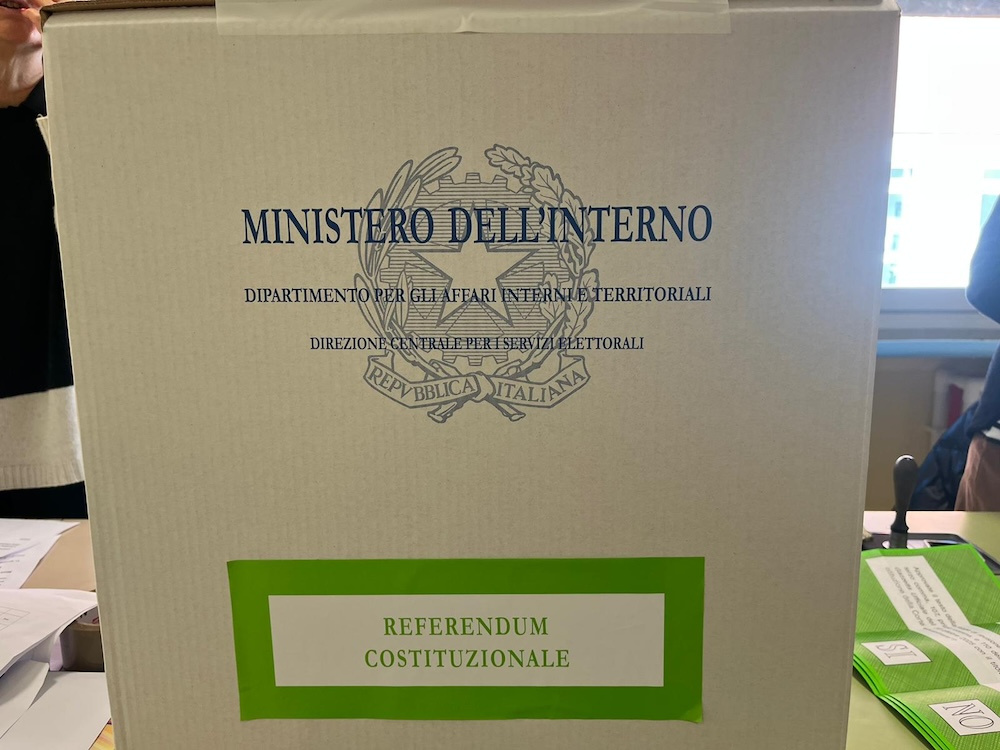 MINISTERO DELL'INTERNO
DIPARTIMENTO PER GLI AFFARI INTERNI E TERRITORIALI
DIREZIONE CENTRALE PER I SERVIZI ELETTORALI
REPVBBLICA ITALIANA
REFERENDUM
COSTITUZIONALE
SI
NO